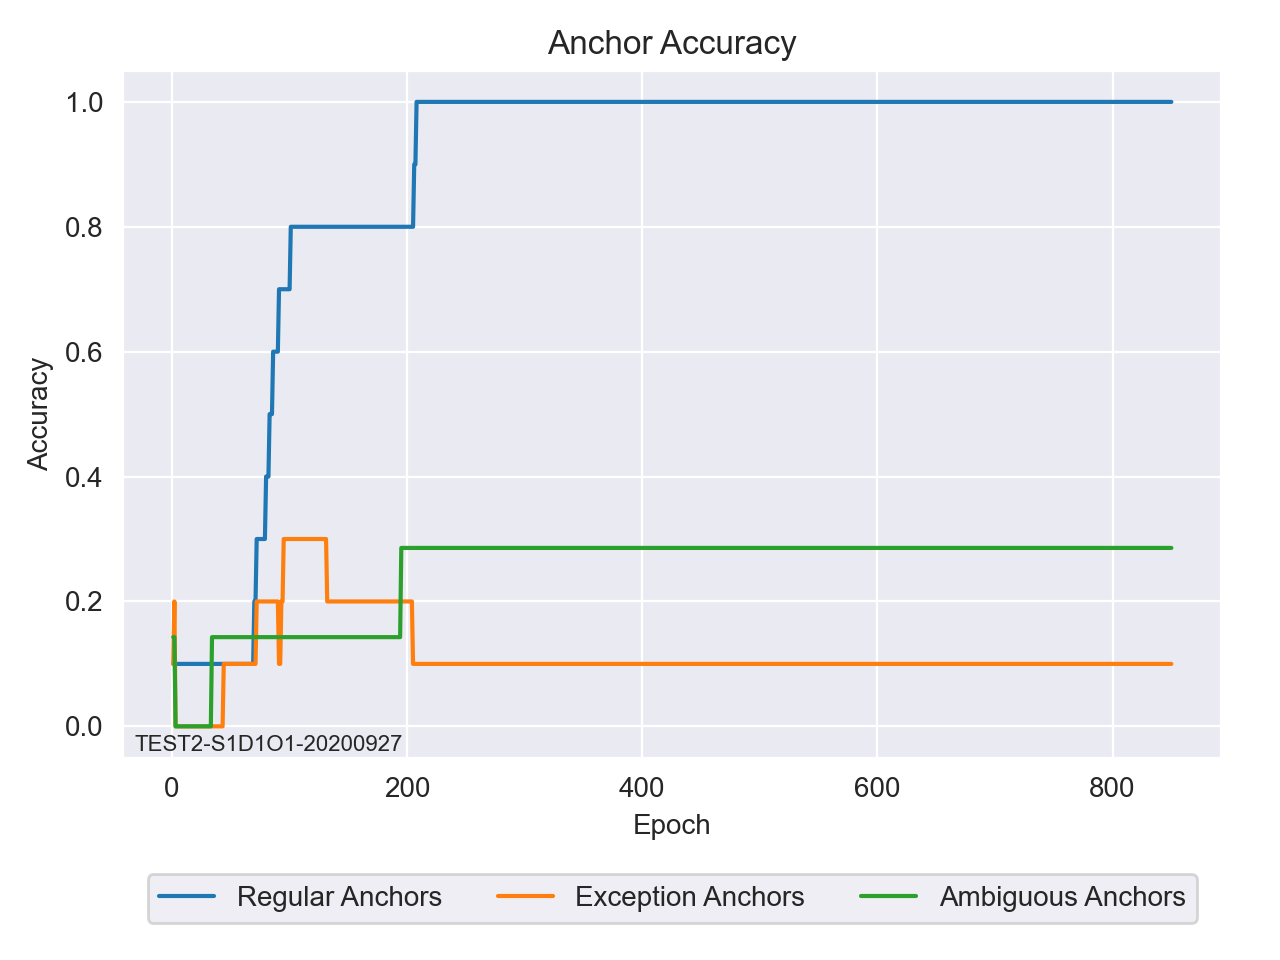 Anchor Accuracy
1.0
0.8
0.6
0.4
0.2
0.0
Accuracy
TEST2-S1D1O1-20200927
0 200 400 600 800
Epoch
Regular Anchors Exception Anchors Ambiguous Anchors